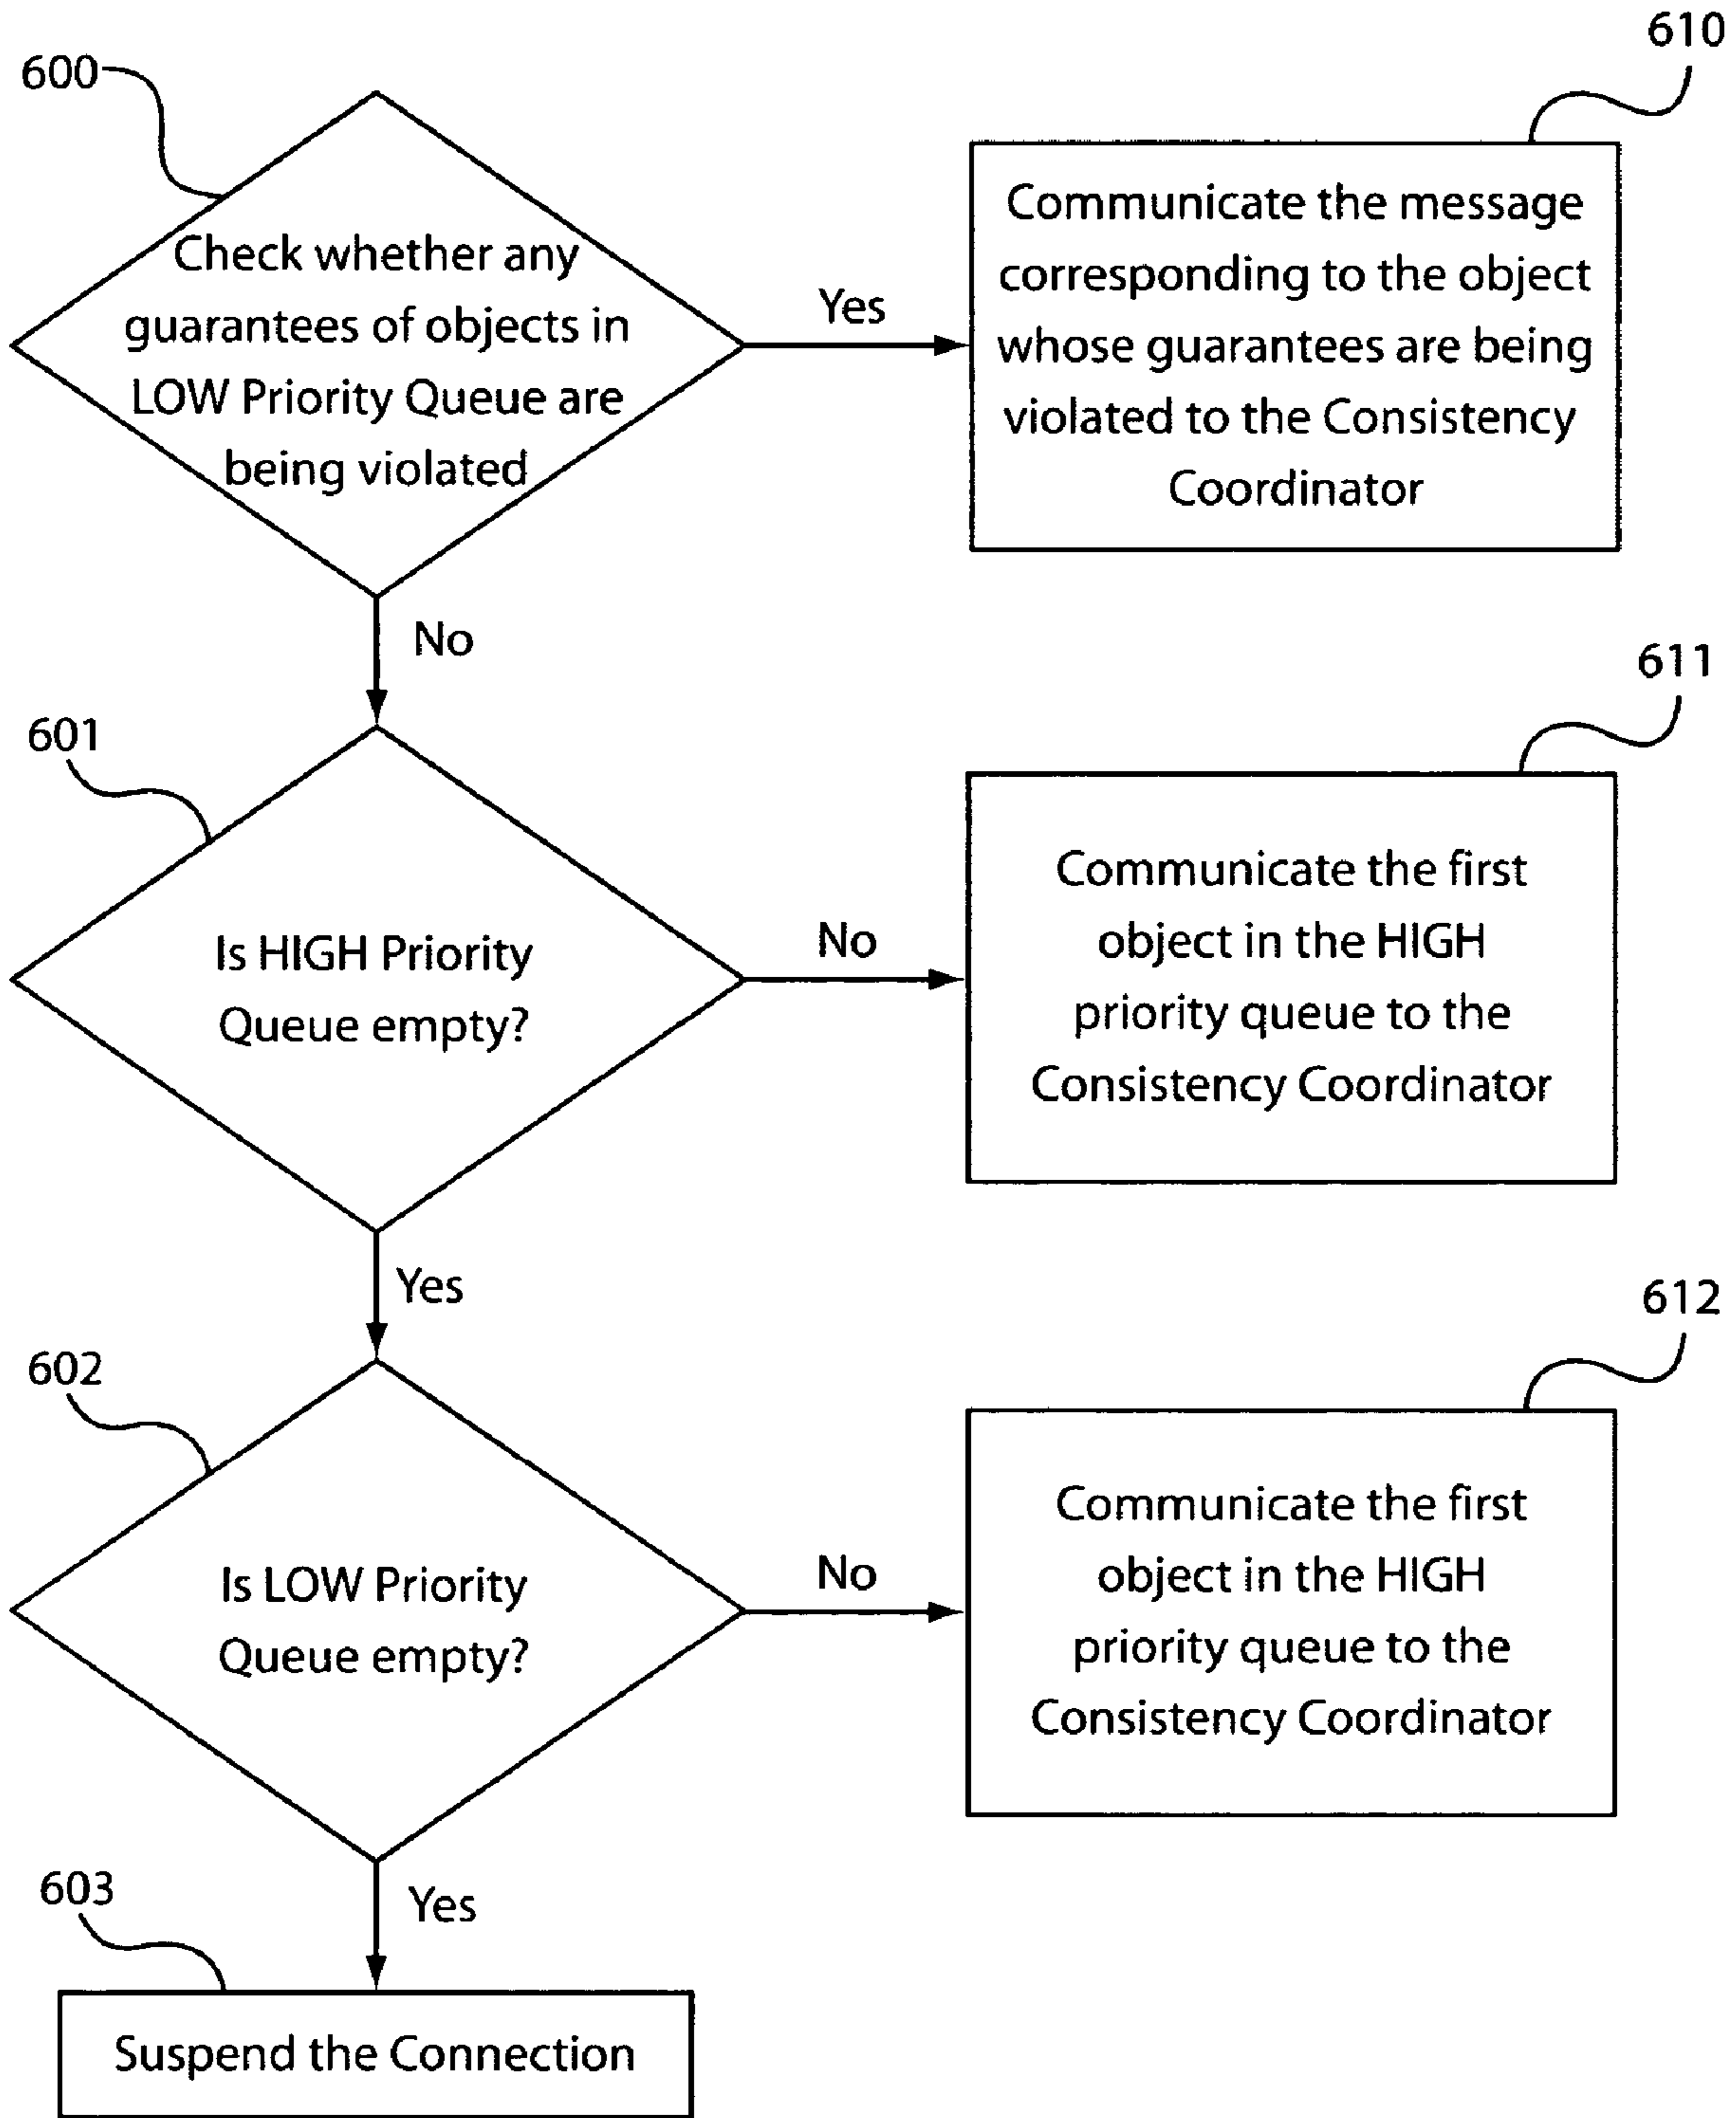 600
Check whether any
guarantees of objects in
LOW Priority Queue are
being violated
Yes
610
Communicate the message
corresponding to the object
whose guarantees are being
violated to the Consistency
Coordinator
No
601
Is HIGH Priority
Queue empty?
No
611
Communicate the first
object in the HIGH
priority queue to the
Consistency Coordinator
Yes
602
Is LOW Priority
Queue empty?
No
612
Communicate the first
object in the HIGH
priority queue to the
Consistency Coordinator
Yes
603
Suspend the Connection